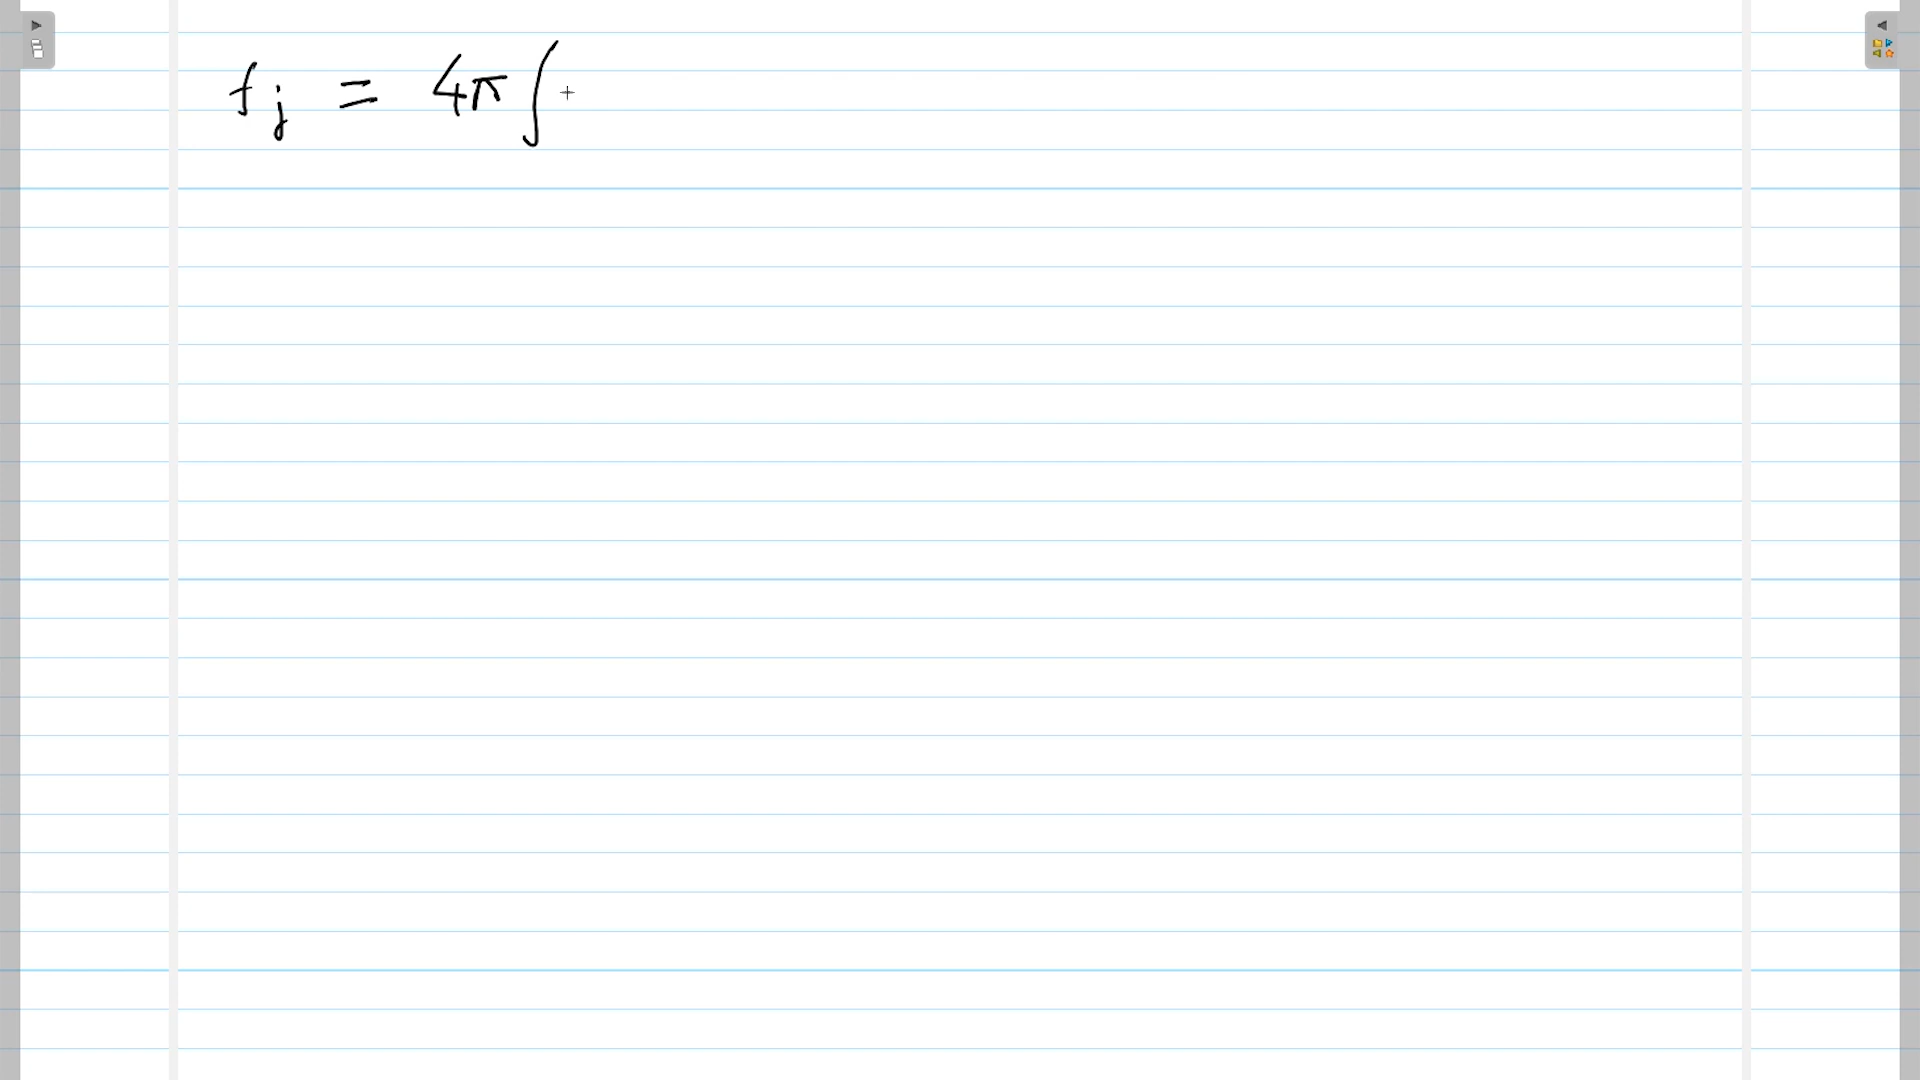 f_j = 4π ∫